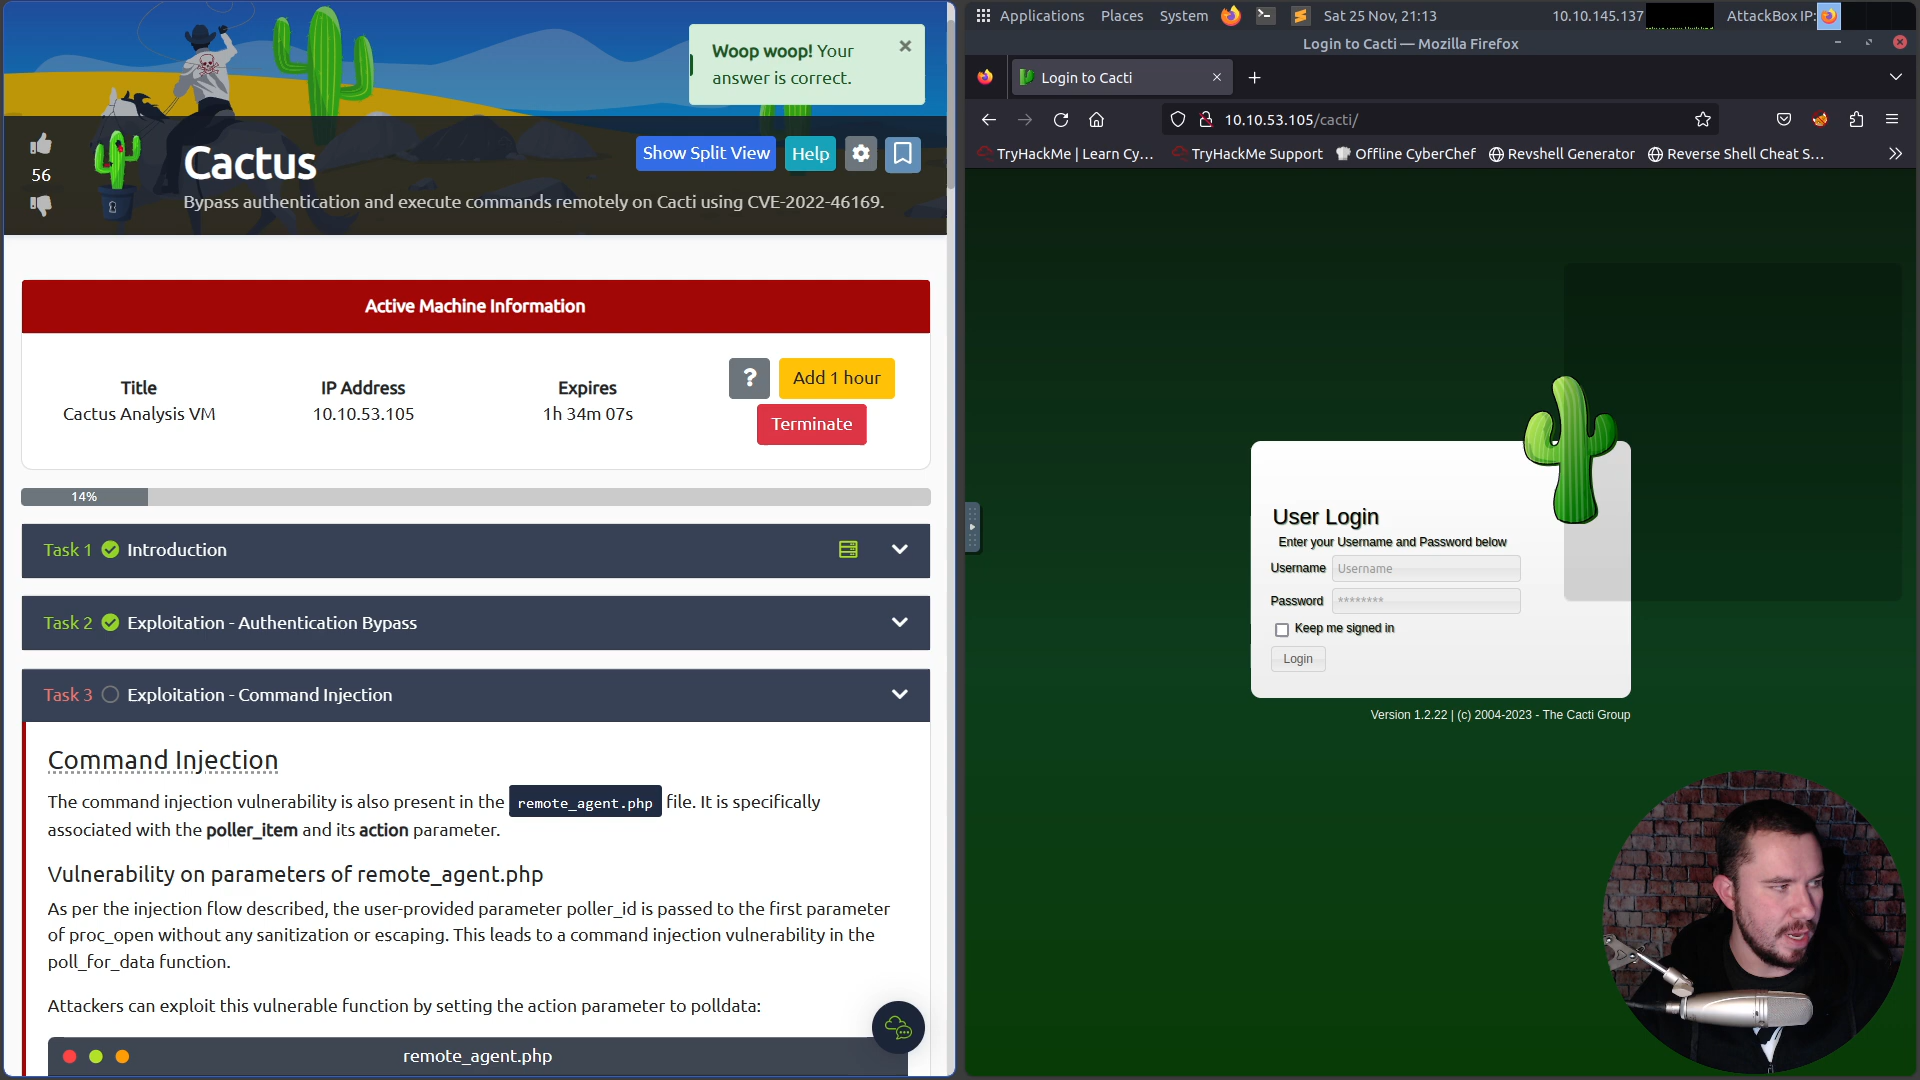 Woop woop! Your
answer is correct.
×
56
Cactus
Show Split View
Help
Bypass authentication and execute commands remotely on Cacti using CVE-2022-46169.
Active Machine Information
Title
IP Address
Expires
Cactus Analysis VM
10.10.53.105
1h 34m 07s
?
Add 1 hour
Terminate
14%
Task 1 Introduction
Task 2 Exploitation - Authentication Bypass
Task 3 Exploitation - Command Injection
Command Injection
The command injection vulnerability is also present in the remote_agent.php file. It is specifically
associated with the poller_item and its action parameter.
Vulnerability on parameters of remote_agent.php
As per the injection flow described, the user-provided parameter poller_id is passed to the first parameter
of proc_open without any sanitization or escaping. This leads to a command injection vulnerability in the
poll_for_data function.
Attackers can exploit this vulnerable function by setting the action parameter to polldata:
remote_agent.php
Applications Places System Sat 25 Nov, 21:13 10.10.145.137 AttackBox IP:
Login to Cacti — Mozilla Firefox
Login to Cacti
10.10.53.105/cacti/
TryHackMe | Learn Cy… TryHackMe Support Offline CyberChef Revshell Generator Reverse Shell Cheat S…
User Login
Enter your Username and Password below
Username Username
Password ********
Keep me signed in
Login
Version 1.2.22 | (c) 2004-2023 - The Cacti Group